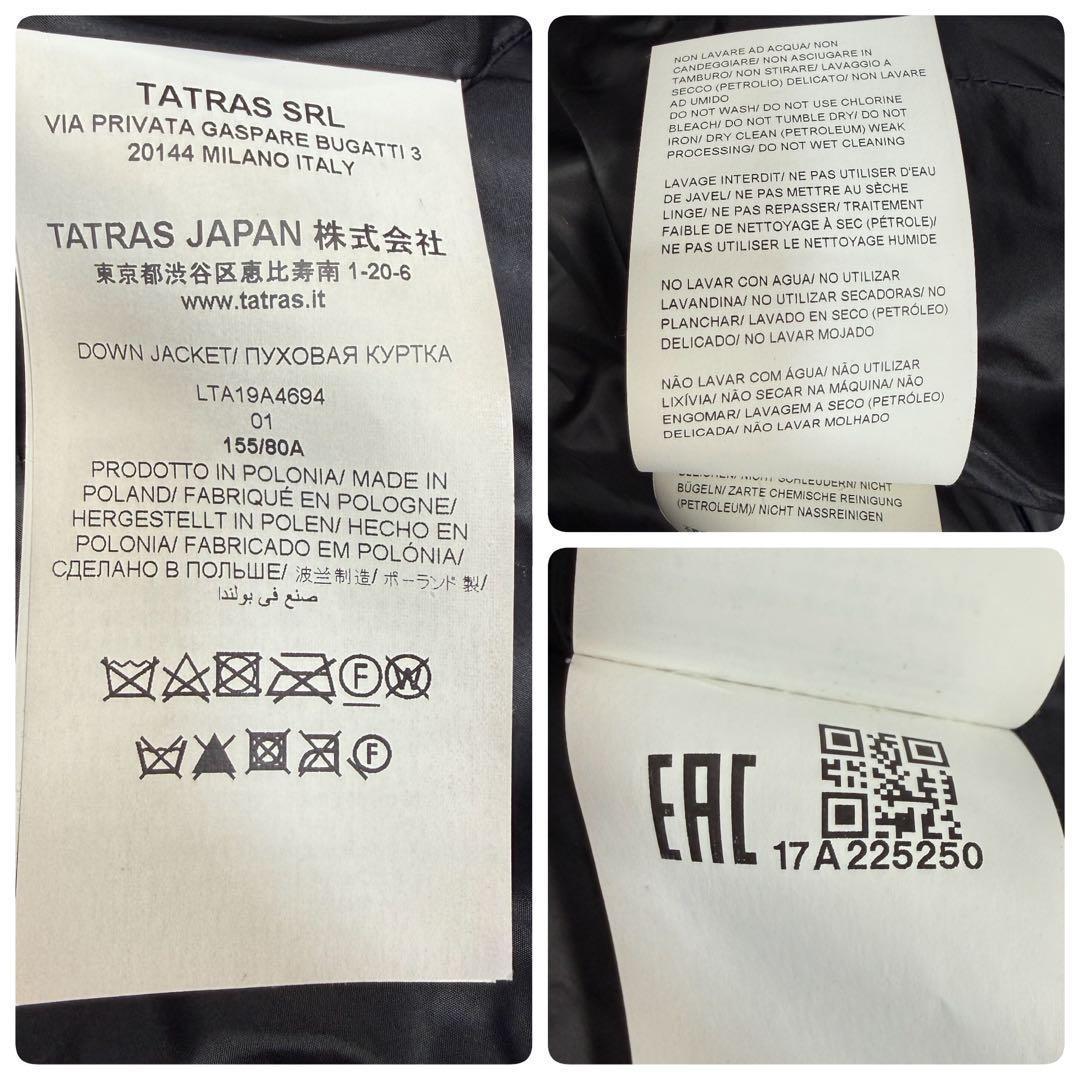 TATRAS SRL
VIA PRIVATA GASPARE BUGATTI 3
20144 MILANO ITALY
TATRAS JAPAN 株式会社
東京都渋谷区恵比寿南 1-20-6
www.tatras.it
DOWN JACKET/ ПУХОВАЯ КУРТКА
LTA19A4694
01
155/80A
PRODOTTO IN POLONIA/ MADE IN
POLAND/ FABRIQUÉ EN POLOGNE/
HERGESTELLT IN POLEN/ HECHO EN
POLONIA/ FABRICADO EM POLÓNIA/
СДЕЛАНО В ПОЛЬШЕ/ 波兰制造/ ポーランド製/
صنع في بولندا
F W
F
NON LAVARE AD ACQUA/ NON
CANDEGGIARE/ NON ASCIUGARE IN
TAMBURO/ NON STIRARE/ LAVAGGIO A
SECCO (PETROLIO) DELICATO/ NON LAVARE
AD UMIDO
DO NOT WASH/ DO NOT USE CHLORINE
BLEACH/ DO NOT TUMBLE DRY/ DO NOT
IRON/ DRY CLEAN (PETROLEUM) WEAK
PROCESSING/ DO NOT WET CLEANING
LAVAGE INTERDIT/ NE PAS UTILISER D'EAU
DE JAVEL/ NE PAS METTRE AU SÈCHE
LINGE/ NE PAS REPASSER/ TRAITEMENT
FAIBLE DE NETTOYAGE À SEC (PÉTROLE)/
NE PAS UTILISER LE NETTOYAGE HUMIDE
NO LAVAR CON AGUA/ NO UTILIZAR
LAVANDINA/ NO UTILIZAR SECADORAS/ NO
PLANCHAR/ LAVADO EN SECO (PETRÓLEO)
DELICADO/ NO LAVAR MOJADO
NÃO LAVAR COM ÁGUA/ NÃO UTILIZAR
LIXÍVIA/ NÃO SECAR NA MÁQUINA/ NÃO
ENGOMAR/ LAVAGEM A SECO (PETRÓLEO)
DELICADA/ NÃO LAVAR MOLHADO
NICHT SCHLEUDERN/ NICHT
BÜGELN/ ZARTE CHEMISCHE REINIGUNG
(PETROLEUM)/ NICHT NASSREINIGEN
EAC
17A225250